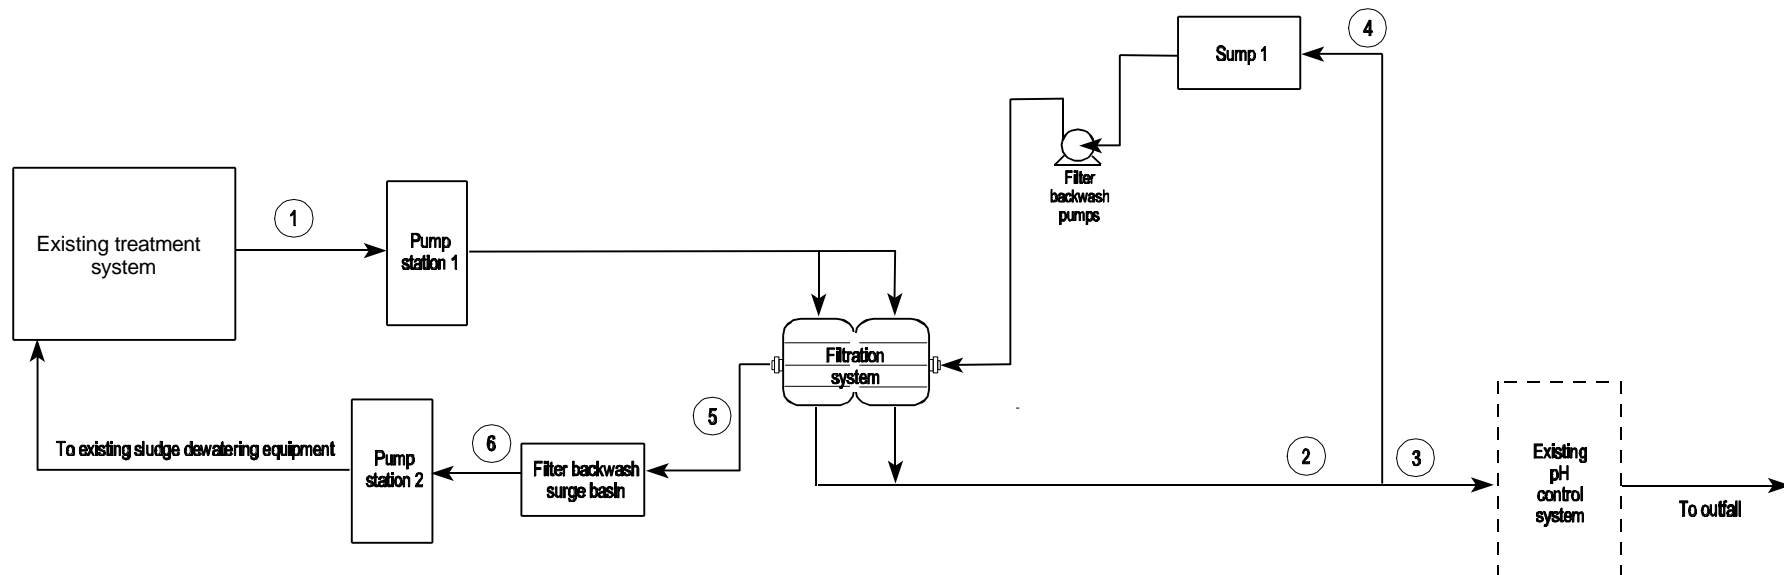 4
Sump 1
Filter
backwash
pumps
1
Existing treatment
system
Pump
station 1
Filtration
system
5
6
2
3
To existing sludge dewatering equipment
Pump
station 2
Filter backwash
surge basin
Existing
pH
control
system
To outfall